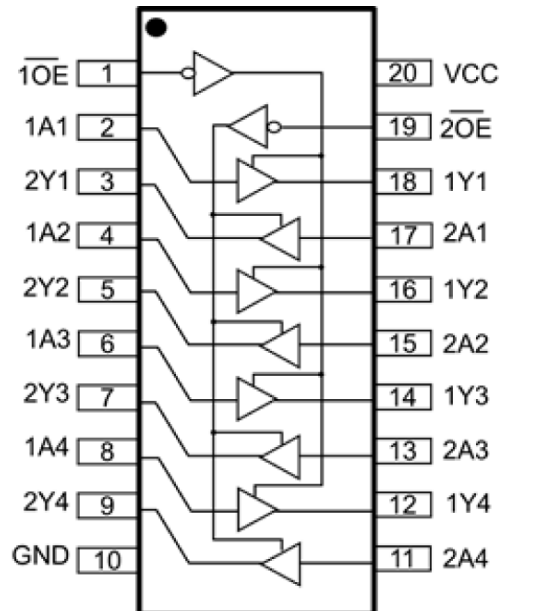 1O̅E̅ 1 20 VCC
1A1 2 19 2O̅E̅
2Y1 3 18 1Y1
1A2 4 17 2A1
2Y2 5 16 1Y2
1A3 6 15 2A2
2Y3 7 14 1Y3
1A4 8 13 2A3
2Y4 9 12 1Y4
GND 10 11 2A4